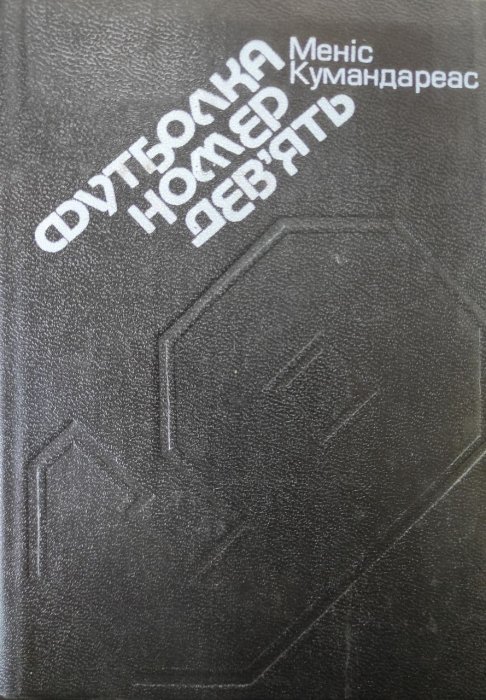 Меніс
Кумандареас
ФУТБОЛКА
НОМЕР
ДЕВ'ЯТЬ